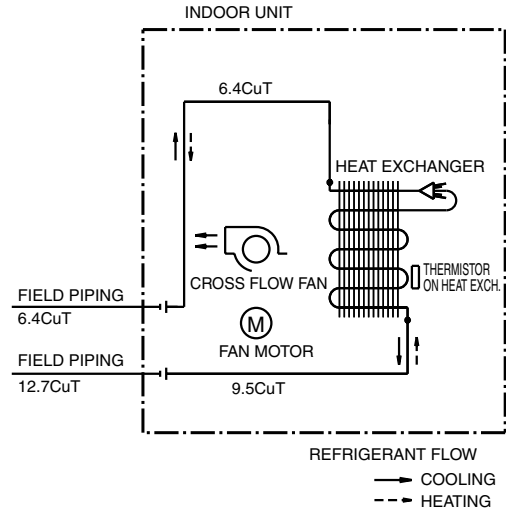 INDOOR UNIT
6.4CuT
HEAT EXCHANGER
THERMISTOR
ON HEAT EXCH.
CROSS FLOW FAN
FIELD PIPING
6.4CuT
M
FAN MOTOR
FIELD PIPING
12.7CuT
9.5CuT
REFRIGERANT FLOW
COOLING
HEATING